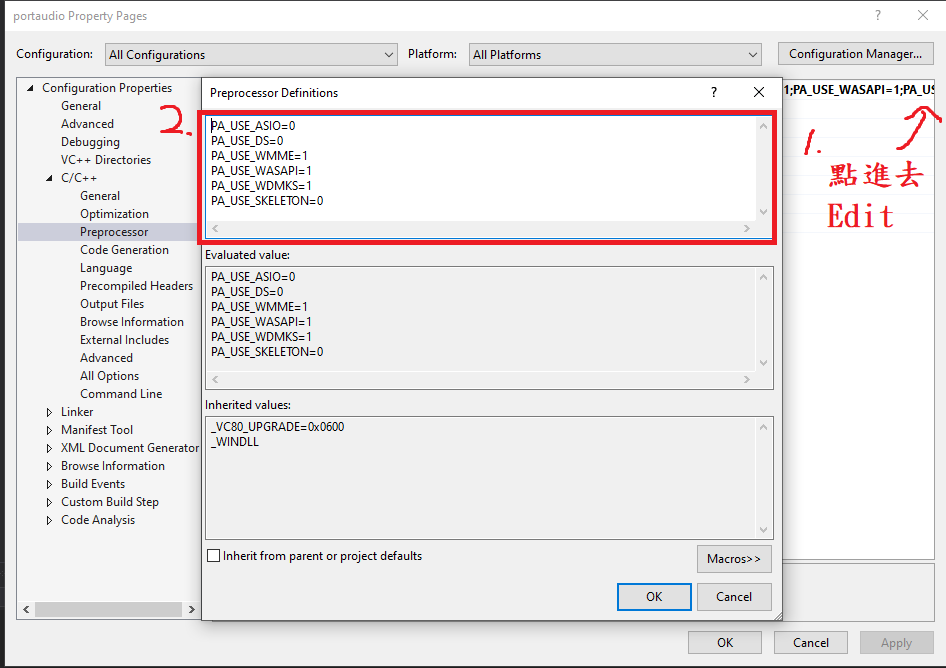 portaudio Property Pages
?
Configuration:
All Configurations
Platform:
All Platforms
Configuration Manager...
Configuration Properties
General
Advanced
Debugging
VC++ Directories
C/C++
General
Optimization
Preprocessor
Code Generation
Language
Precompiled Headers
Output Files
Browse Information
External Includes
Advanced
All Options
Command Line
Linker
Manifest Tool
XML Document Generator
Browse Information
Build Events
Custom Build Step
Code Analysis
2.
Preprocessor Definitions
?
PA_USE_ASIO=0
PA_USE_DS=0
PA_USE_WMME=1
PA_USE_WASAPI=1
PA_USE_WDMKS=1
PA_USE_SKELETON=0
Evaluated value:
PA_USE_ASIO=0
PA_USE_DS=0
PA_USE_WMME=1
PA_USE_WASAPI=1
PA_USE_WDMKS=1
PA_USE_SKELETON=0
Inherited values:
_VC80_UPGRADE=0x0600
_WINDLL
Inherit from parent or project defaults
Macros>>
OK
Cancel
1;PA_USE_WASAPI=1;PA_US
1.
點進去
Edit
OK
Cancel
Apply